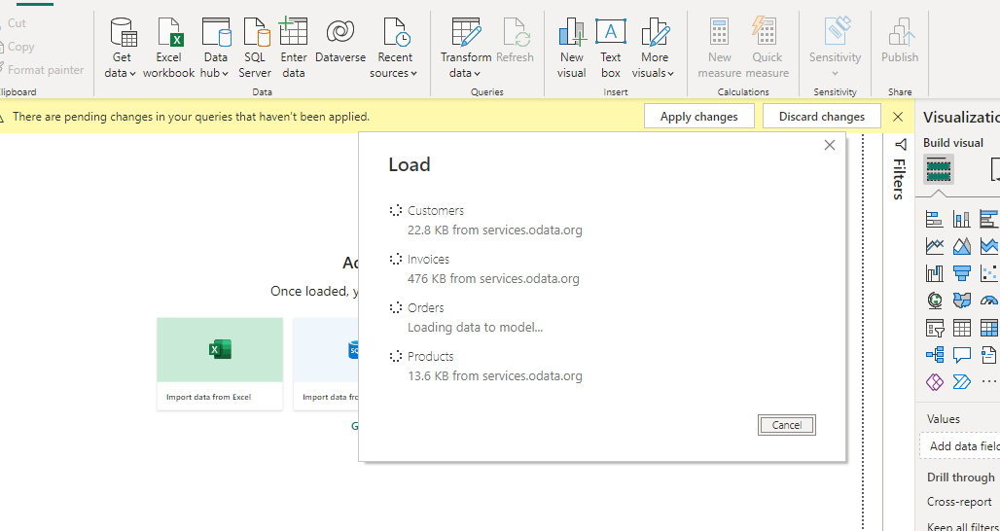 Cut
Copy
Format painter
Get data
Excel workbook
Data hub
SQL Server
Enter data
Dataverse
Recent sources
Transform data
Refresh
New visual
Text box
More visuals
New measure
Quick measure
Sensitivity
Publish
lipboard
Data
Queries
Insert
Calculations
Sensitivity
Share
There are pending changes in your queries that haven't been applied.
Apply changes
Discard changes
Load
Customers
22.8 KB from services.odata.org
Invoices
476 KB from services.odata.org
Orders
Loading data to model...
Products
13.6 KB from services.odata.org
Cancel
Once loaded, y
Import data from Excel
Import data fro
Filters
Visualizatio
Build visual
Values
Add data field
Drill through
Cross-report
Keep all filters